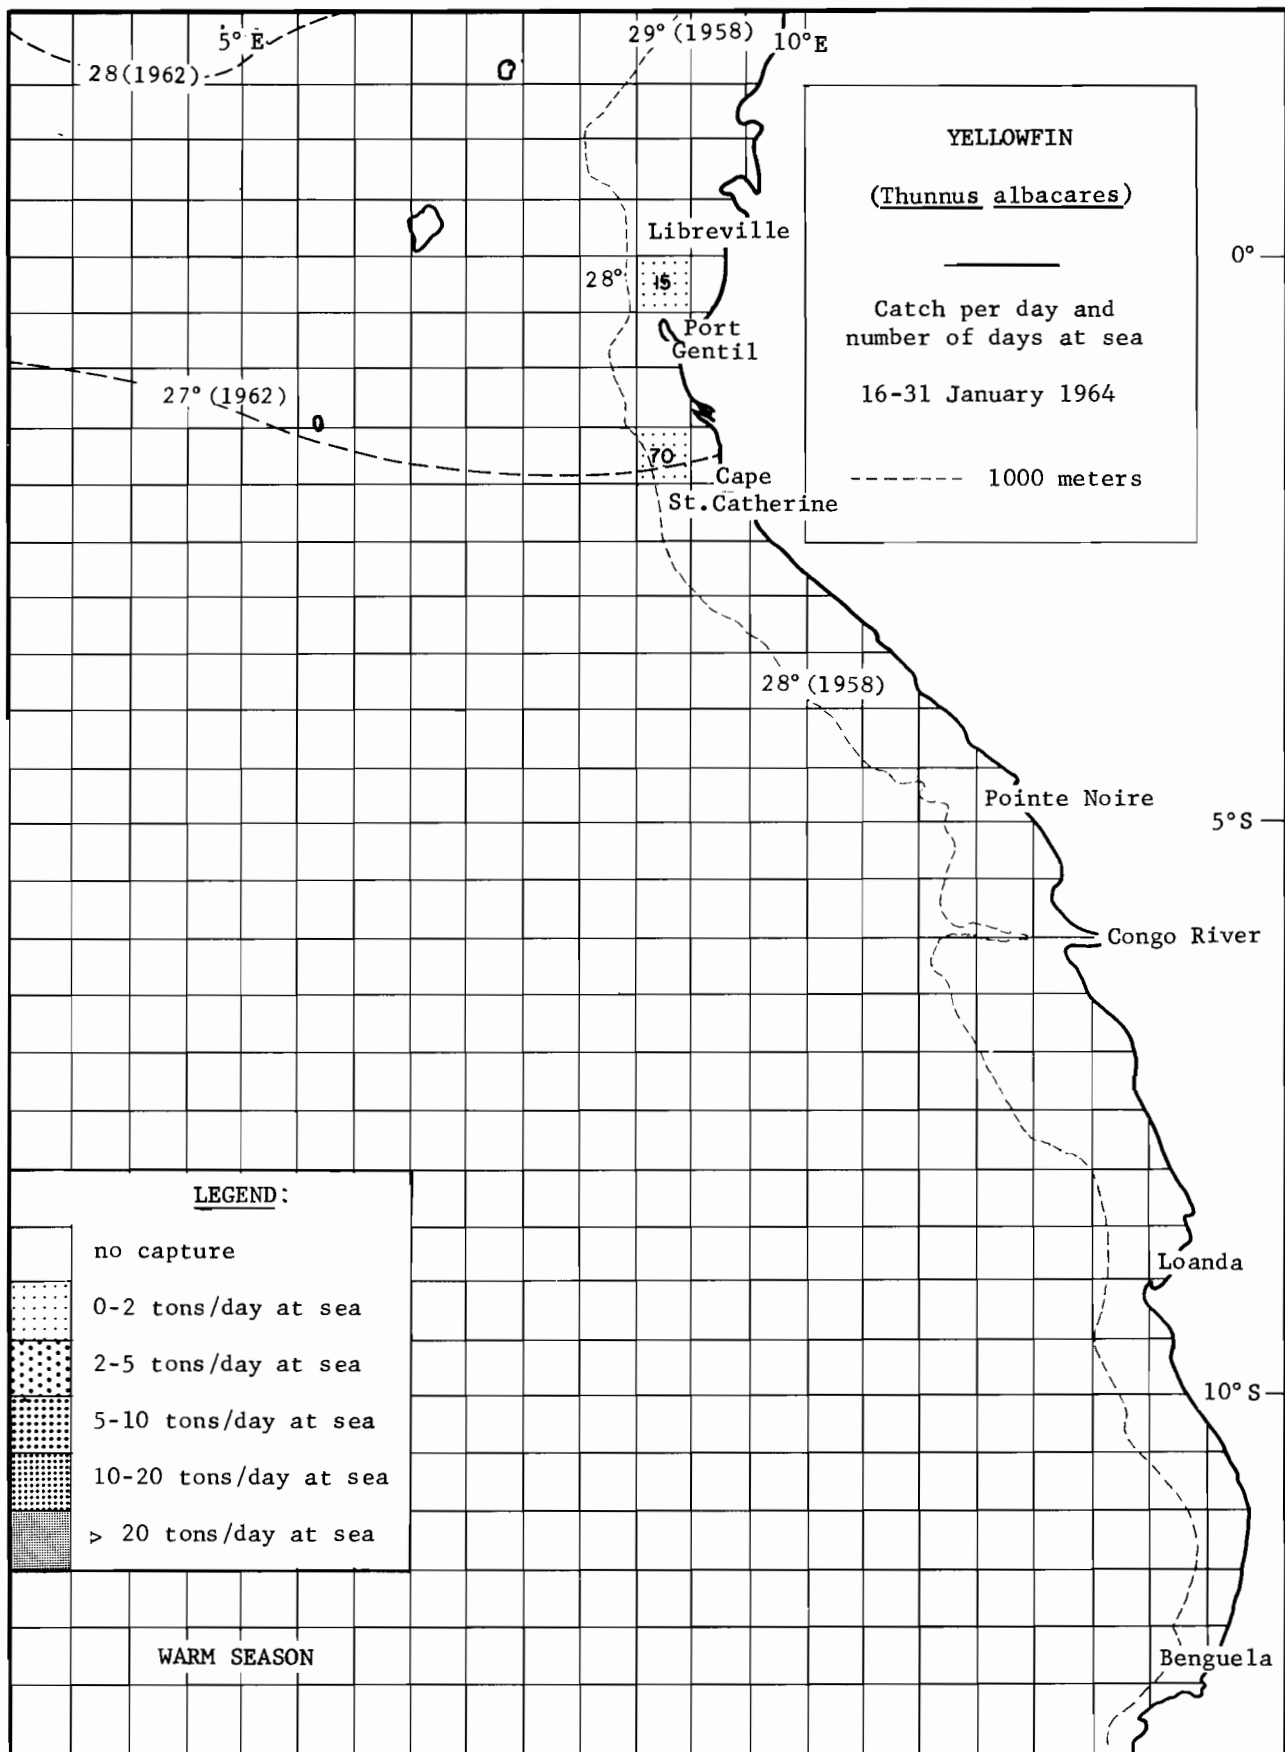 5° E
29° (1958)
10°E
28 (1962)
YELLOWFIN
(Thunnus albacares)
Libreville
0°
28°
15
Catch per day and
number of days at sea
Port
Gentil
27° (1962)
16-31 January 1964
70
Cape
St.Catherine
1000 meters
28° (1958)
Pointe Noire
5°S
Congo River
LEGEND:
no capture
0-2 tons/day at sea
2-5 tons/day at sea
5-10 tons/day at sea
10-20 tons/day at sea
> 20 tons/day at sea
Loanda
10° S
WARM SEASON
Benguela